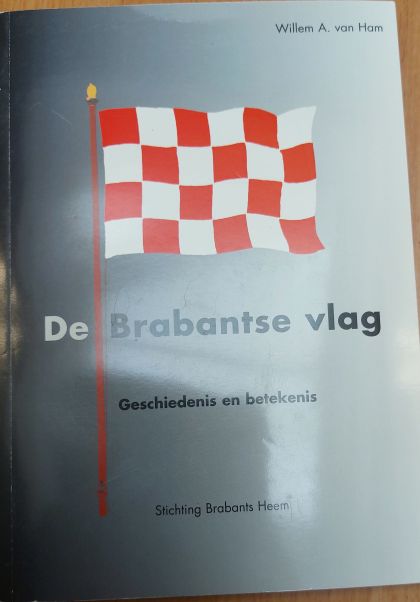 Willem A. van Ham
De Brabantse vlag
Geschiedenis en betekenis
Stichting Brabants Heem